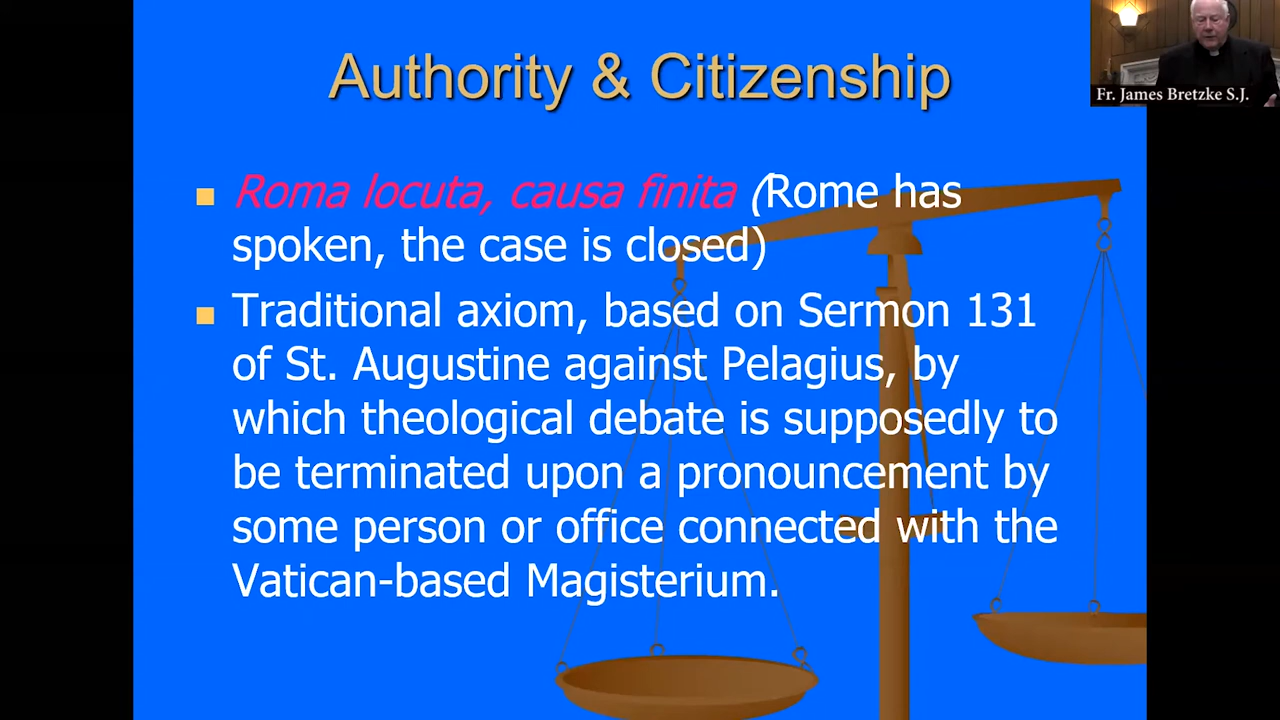 Authority & Citizenship
Fr. James Bretzke S.J.
Roma locuta, causa finita (Rome has
spoken, the case is closed)
Traditional axiom, based on Sermon 131
of St. Augustine against Pelagius, by
which theological debate is supposedly to
be terminated upon a pronouncement by
some person or office connected with the
Vatican-based Magisterium.